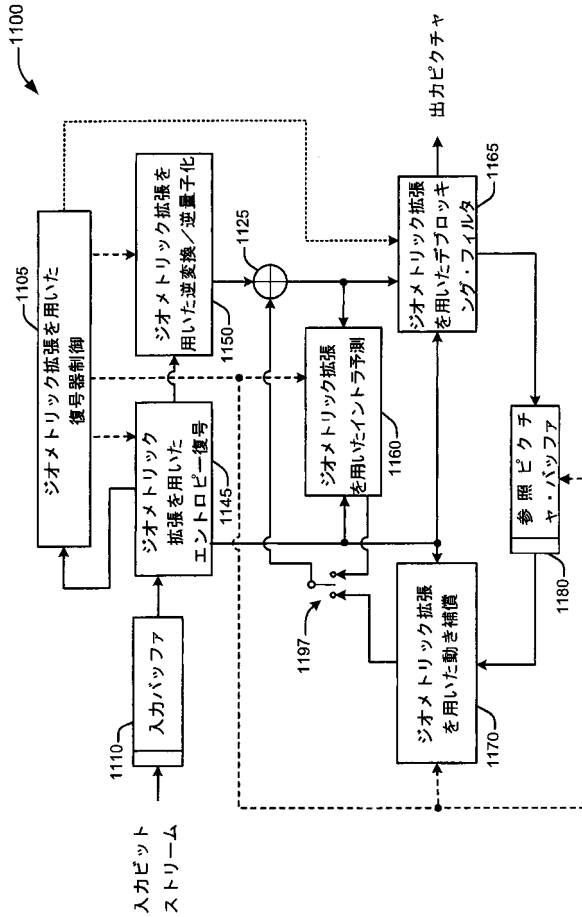 1100
1105
ジオメトリック拡張を用いた
復号器制御
入力ビット
ストリーム
1110
入力バッファ
ジオメトリック
拡張を用いた
エントロピー復号
1145
ジオメトリック拡張を
用いた逆変換／逆量子化
1150
1125
ジオメトリック拡張
を用いたイントラ予測
1160
1197
ジオメトリック拡張
を用いたデブロッキ
ング・フィルタ
1165
出力ピクチャ
ジオメトリック拡張
を用いた動き補償
1170
参照ピクチ
ャ・バッファ
1180